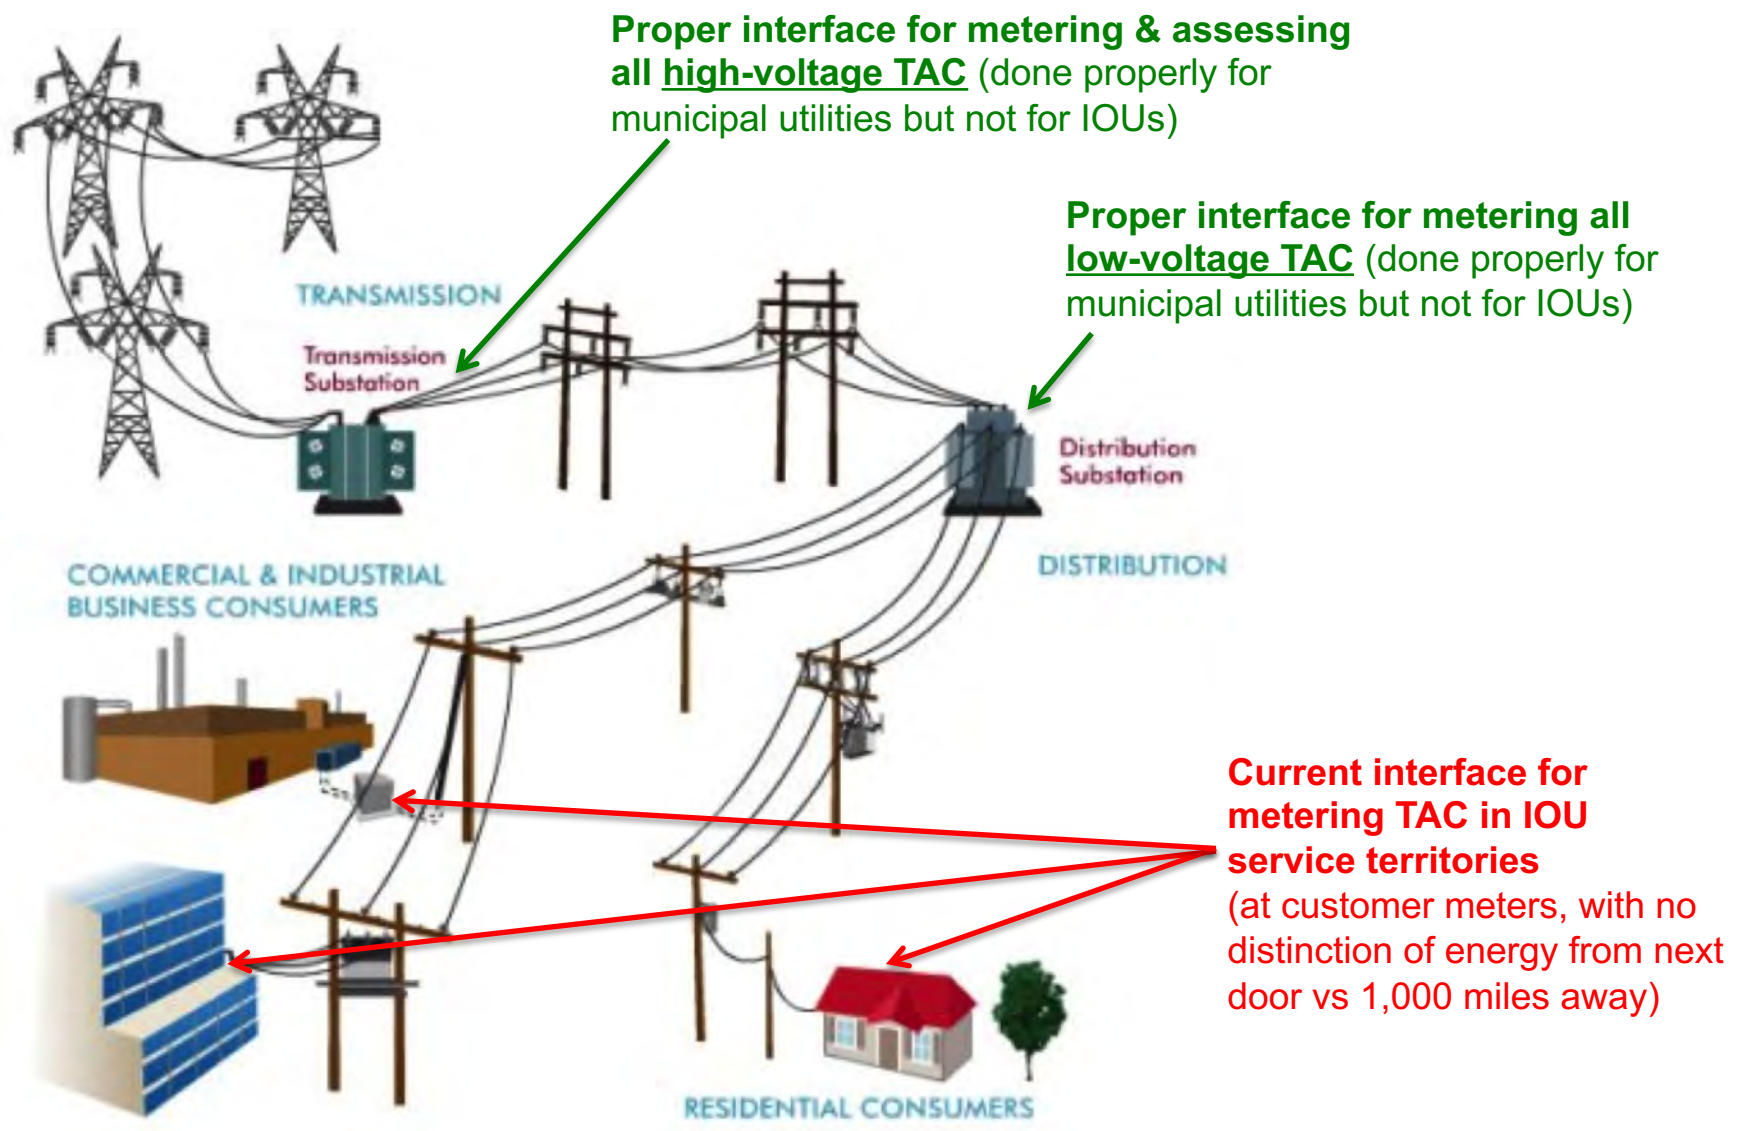 Proper interface for metering & assessing
all high-voltage TAC (done properly for
municipal utilities but not for IOUs)
Proper interface for metering all
low-voltage TAC (done properly for
municipal utilities but not for IOUs)
TRANSMISSION
Transmission
Substation
Distribution
Substation
DISTRIBUTION
COMMERCIAL & INDUSTRIAL
BUSINESS CONSUMERS
Current interface for
metering TAC in IOU
service territories
(at customer meters, with no
distinction of energy from next
door vs 1,000 miles away)
RESIDENTIAL CONSUMERS